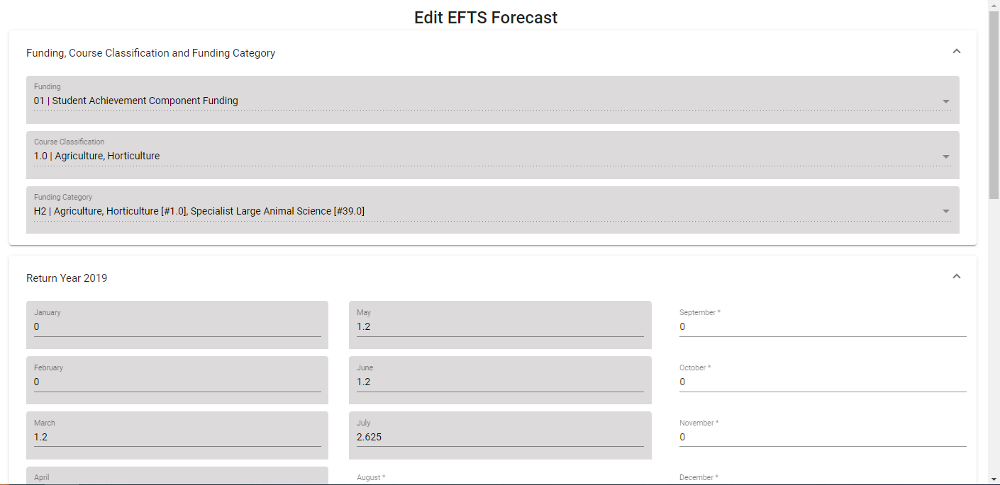 Edit EFTS Forecast
Funding, Course Classification and Funding Category
Funding
01 | Student Achievement Component Funding
Course Classification
1.0 | Agriculture, Horticulture
Funding Category
H2 | Agriculture, Horticulture [#1.0], Specialist Large Animal Science [#39.0]
Return Year 2019
January
0
May
1.2
September *
0
February
0
June
1.2
October *
0
March
1.2
July
2.625
November *
0
April
August *
December *